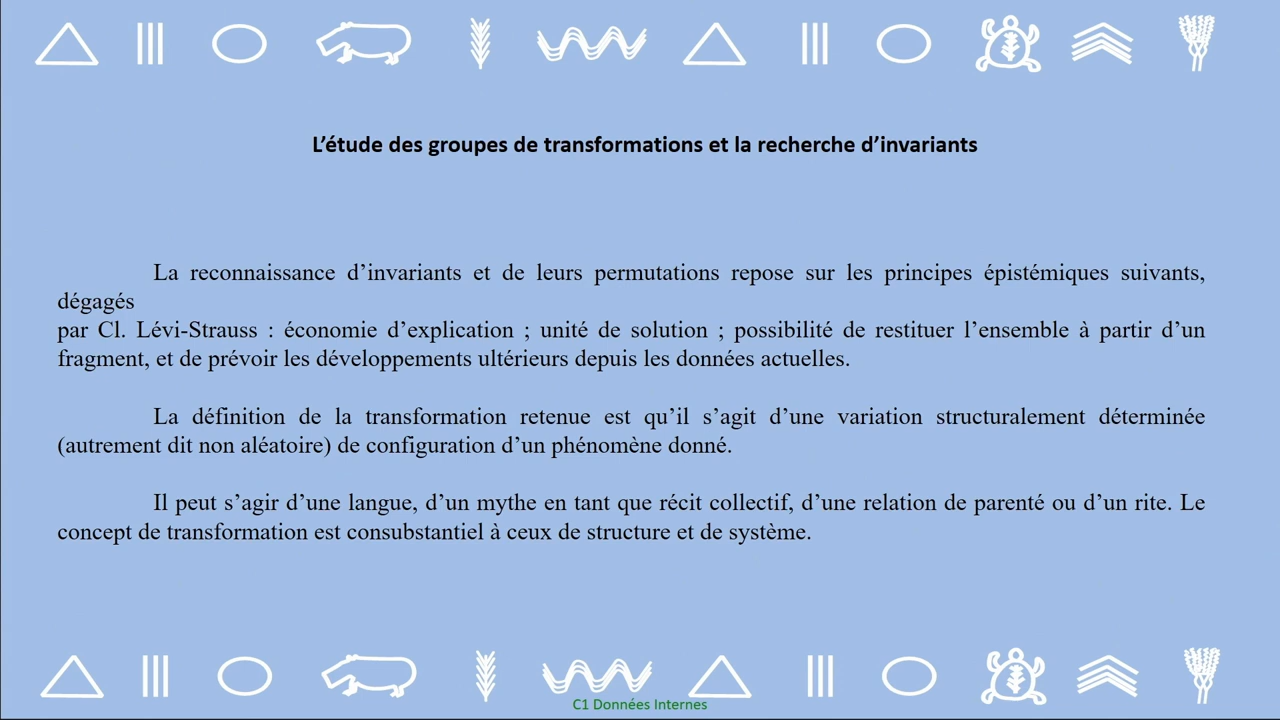 L’étude des groupes de transformations et la recherche d’invariants
La reconnaissance d’invariants et de leurs permutations repose sur les principes épistémiques suivants,
dégagés
par Cl. Lévi-Strauss : économie d’explication ; unité de solution ; possibilité de restituer l’ensemble à partir d’un
fragment, et de prévoir les développements ultérieurs depuis les données actuelles.
La définition de la transformation retenue est qu’il s’agit d’une variation structuralement déterminée
(autrement dit non aléatoire) de configuration d’un phénomène donné.
Il peut s’agir d’une langue, d’un mythe en tant que récit collectif, d’une relation de parenté ou d’un rite. Le
concept de transformation est consubstantiel à ceux de structure et de système.
C1 Données Internes